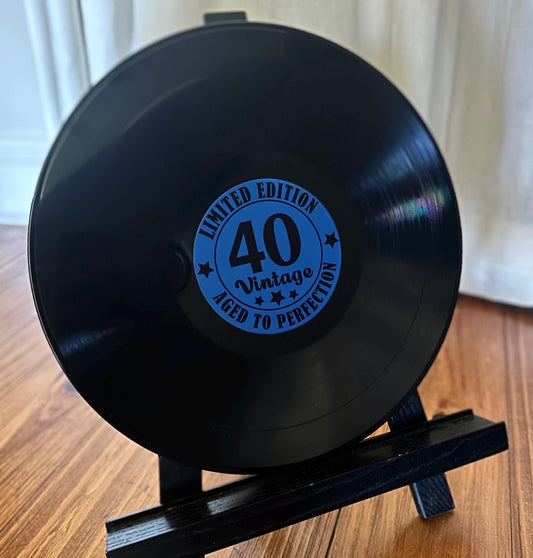 LIMITED EDITION
40
Vintage
AGED TO PERFECTION